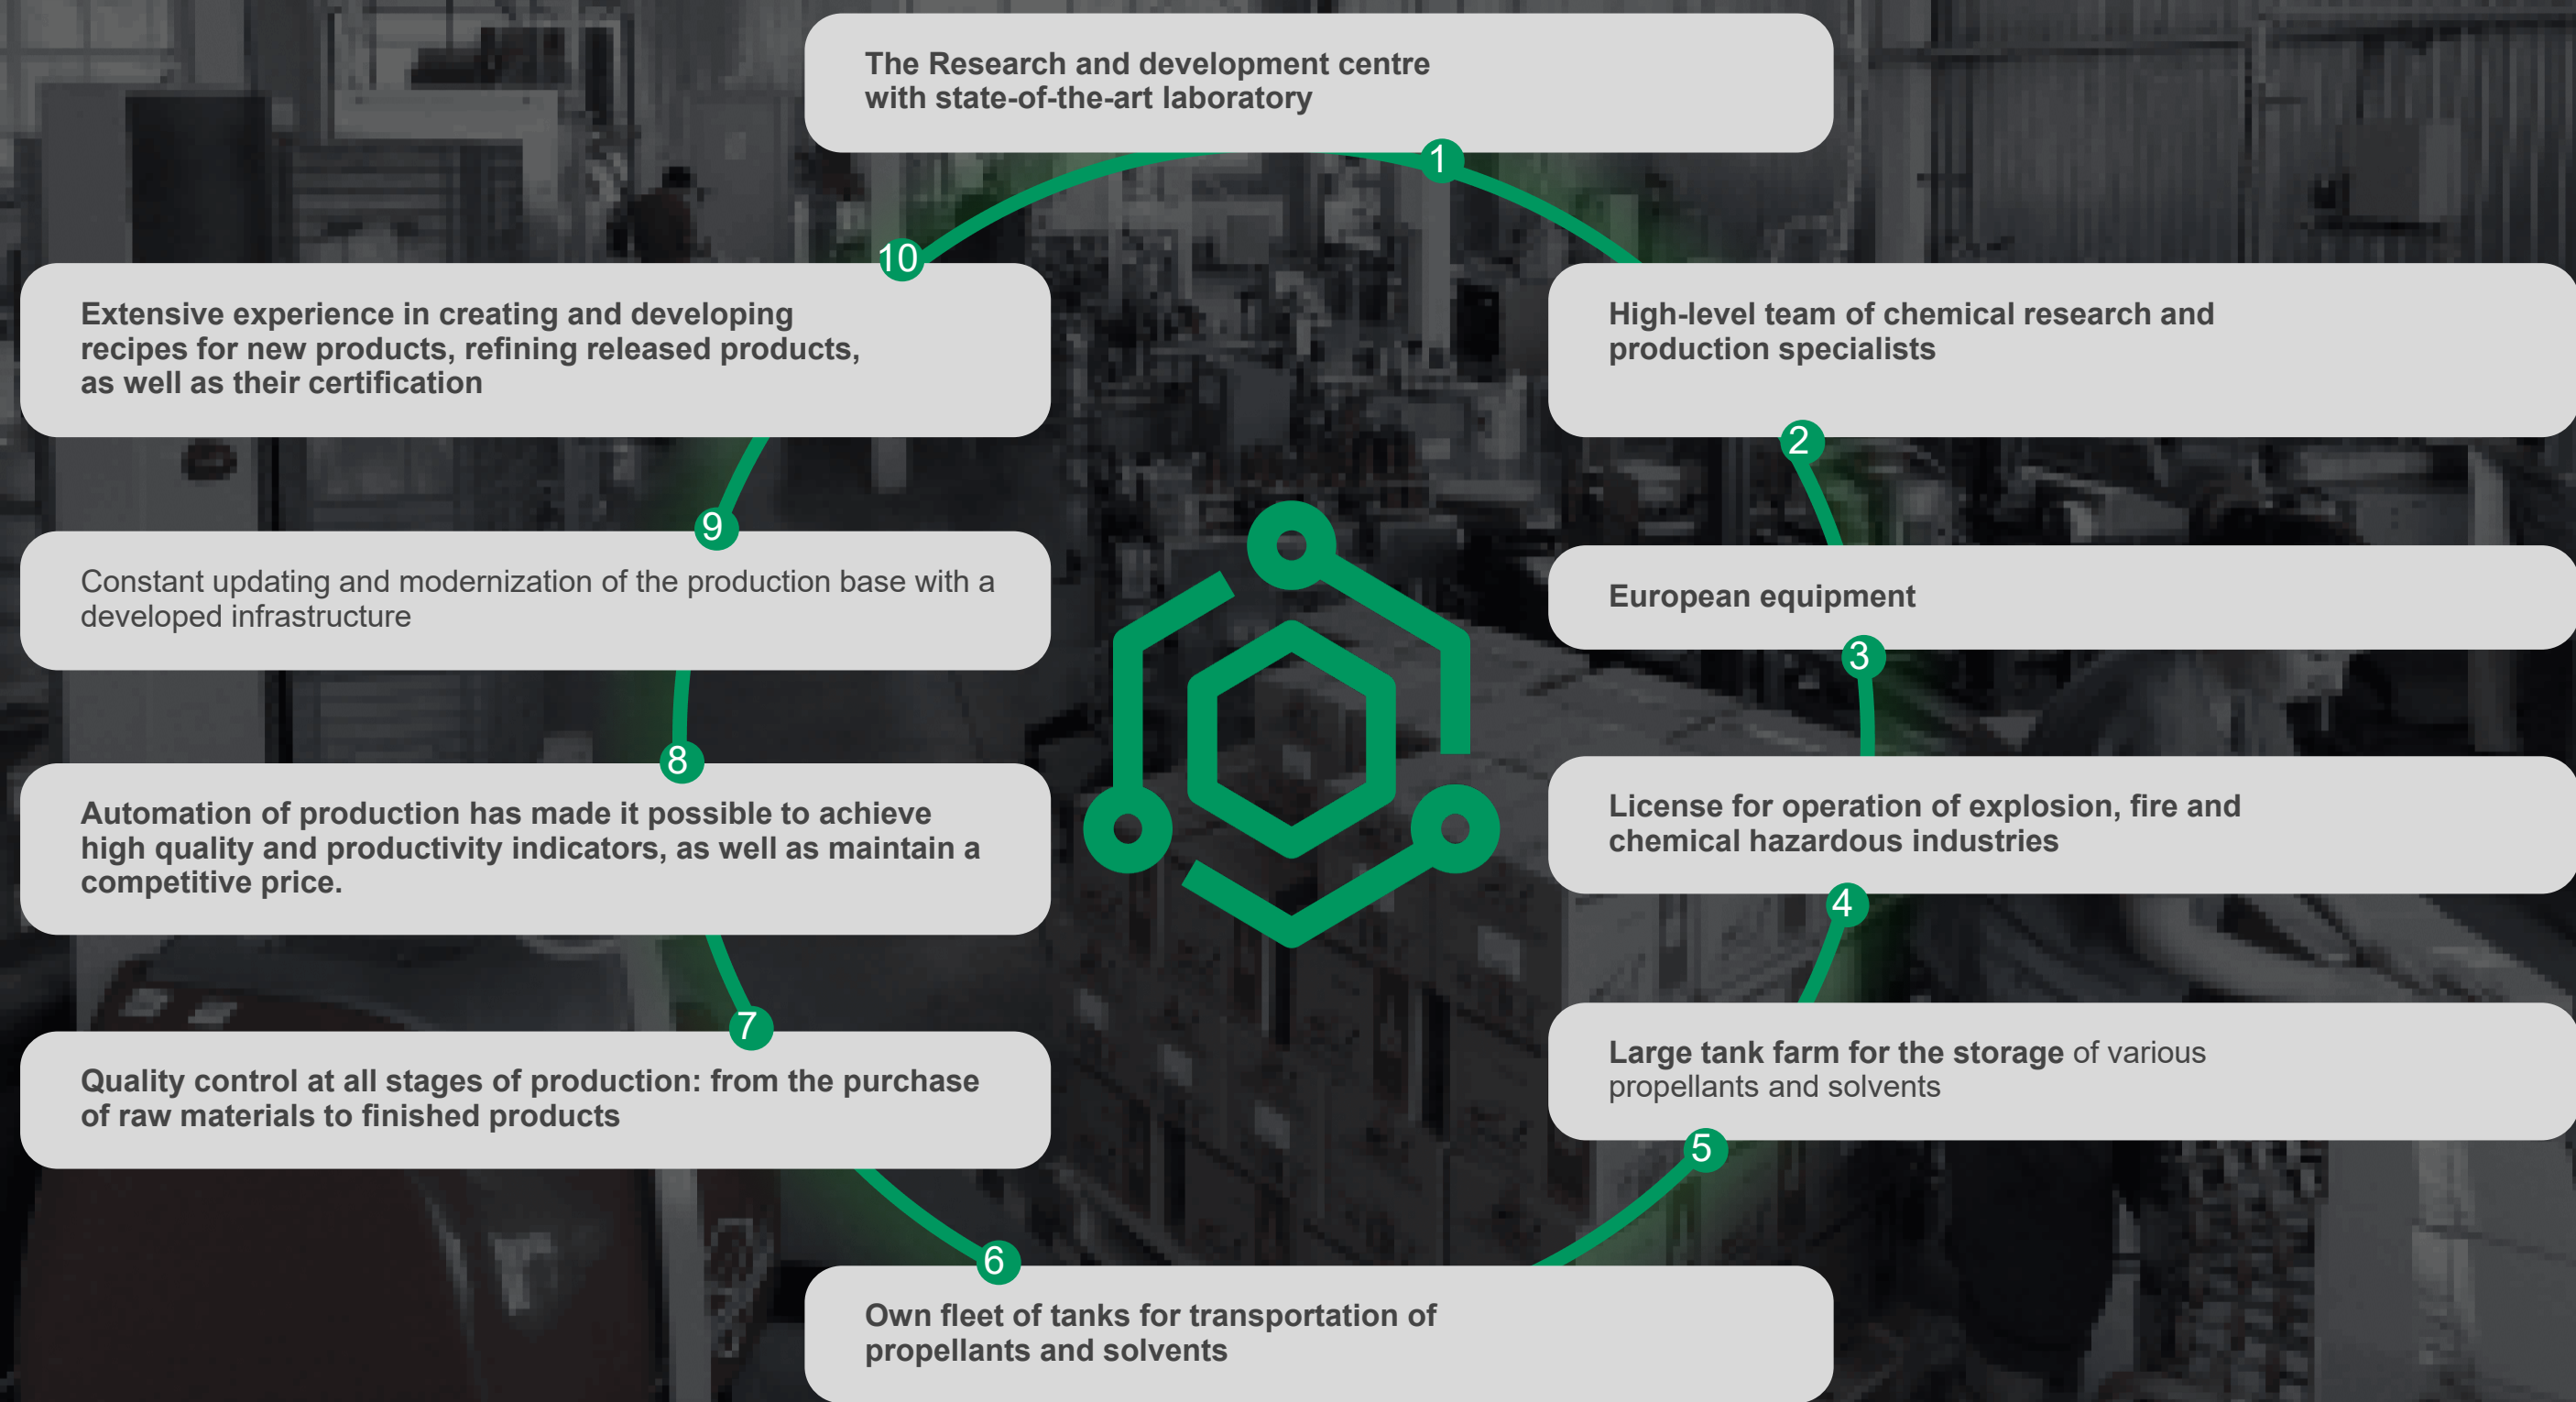 The Research and development centre
with state-of-the-art laboratory
1
High-level team of chemical research and
production specialists
2
European equipment
3
License for operation of explosion, fire and
chemical hazardous industries
4
Large tank farm for the storage of various
propellants and solvents
5
Own fleet of tanks for transportation of
propellants and solvents
6
Quality control at all stages of production: from the purchase
of raw materials to finished products
7
Automation of production has made it possible to achieve
high quality and productivity indicators, as well as maintain a
competitive price.
8
Constant updating and modernization of the production base with a
developed infrastructure
9
Extensive experience in creating and developing
recipes for new products, refining released products,
as well as their certification
10